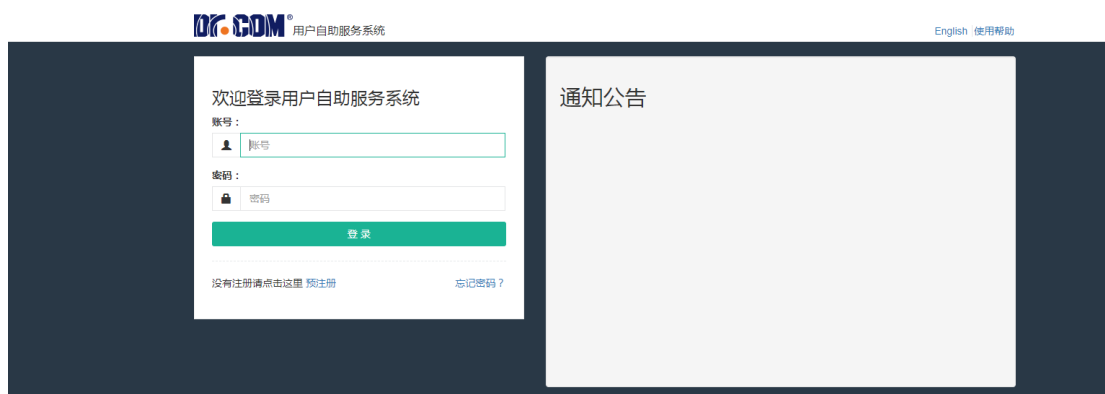 Dr.COM® 用户自助服务系统
English 使用帮助
欢迎登录用户自助服务系统
账号：
账号
密码：
密码
登 录
没有注册请点击这里 预注册 忘记密码？
通知公告